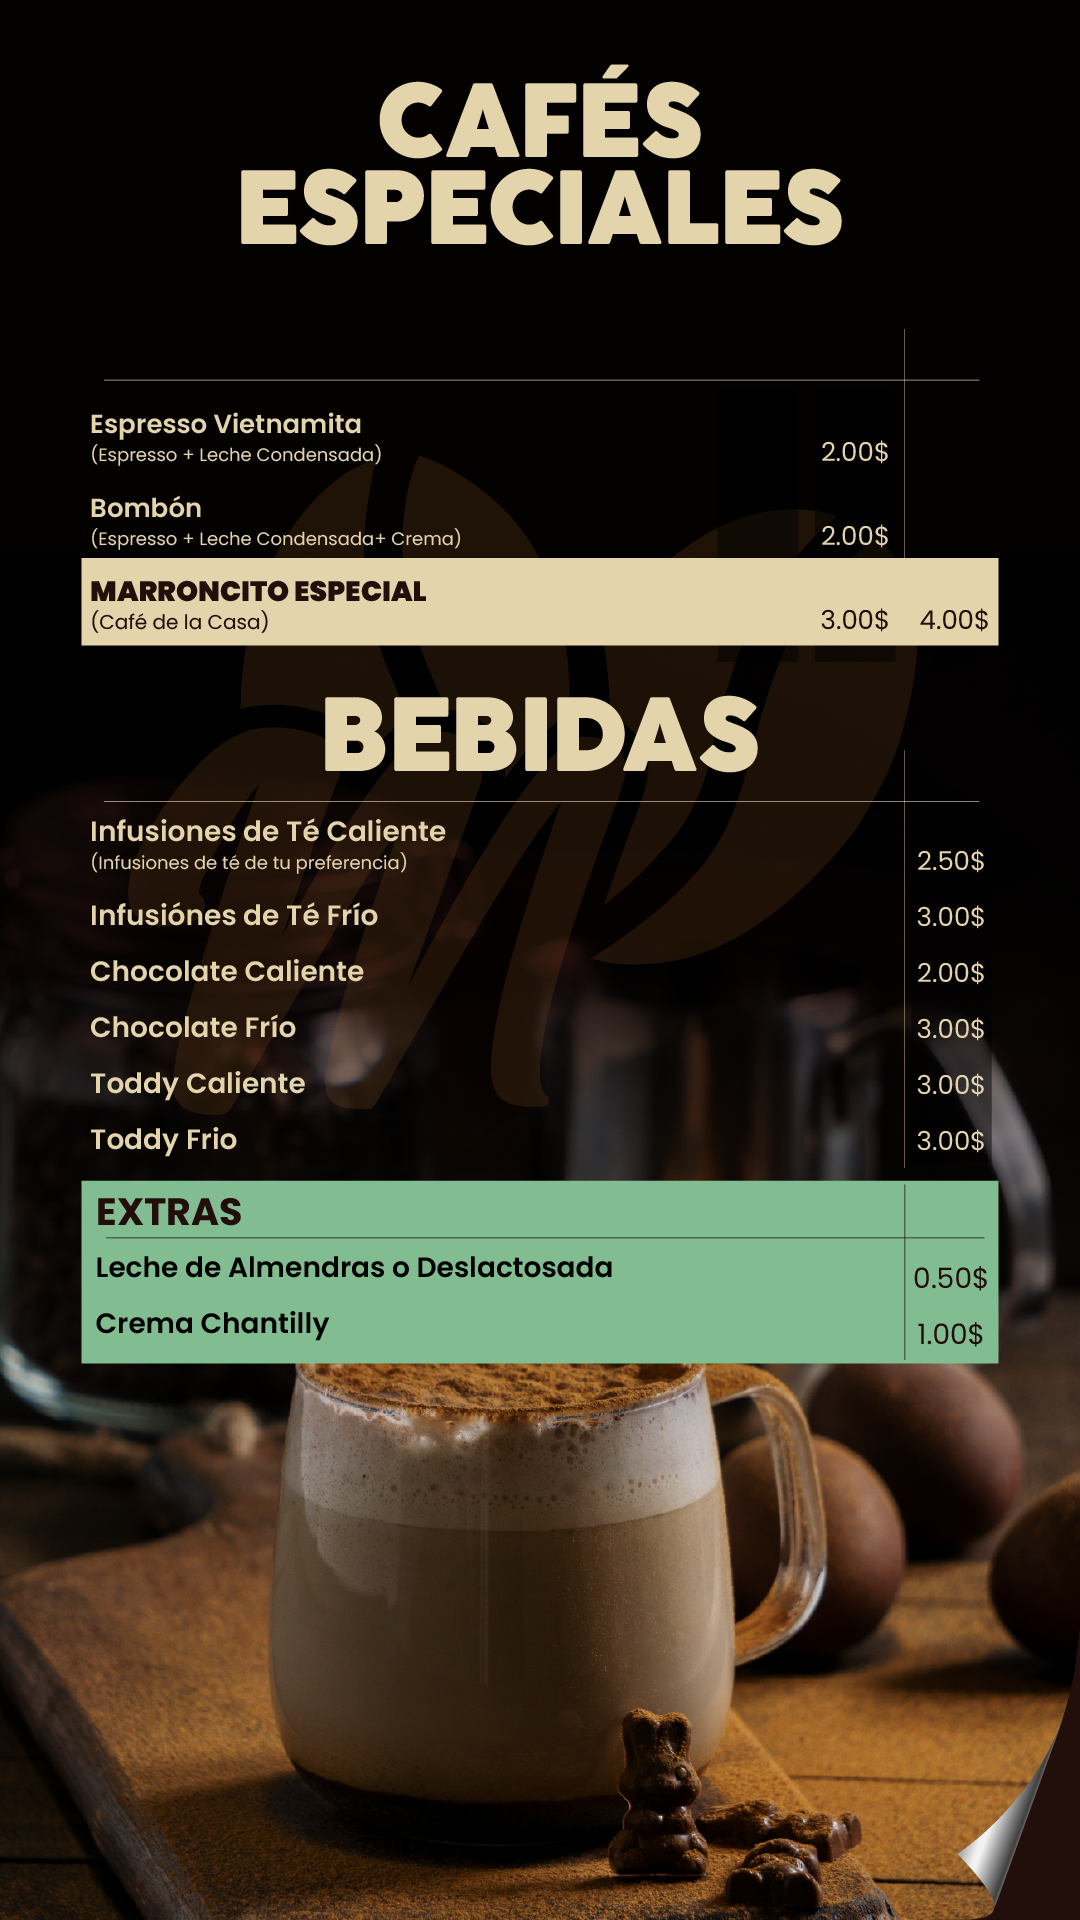 CAFÉS
ESPECIALES
Espresso Vietnamita
(Espresso + Leche Condensada) 2.00$
Bombón
(Espresso + Leche Condensada+ Crema) 2.00$
MARRONCITO ESPECIAL
(Café de la Casa) 3.00$ 4.00$
BEBIDAS
Infusiones de Té Caliente
(Infusiones de té de tu preferencia) 2.50$
Infusiónes de Té Frío 3.00$
Chocolate Caliente 2.00$
Chocolate Frío 3.00$
Toddy Caliente 3.00$
Toddy Frio 3.00$
EXTRAS
Leche de Almendras o Deslactosada 0.50$
Crema Chantilly 1.00$